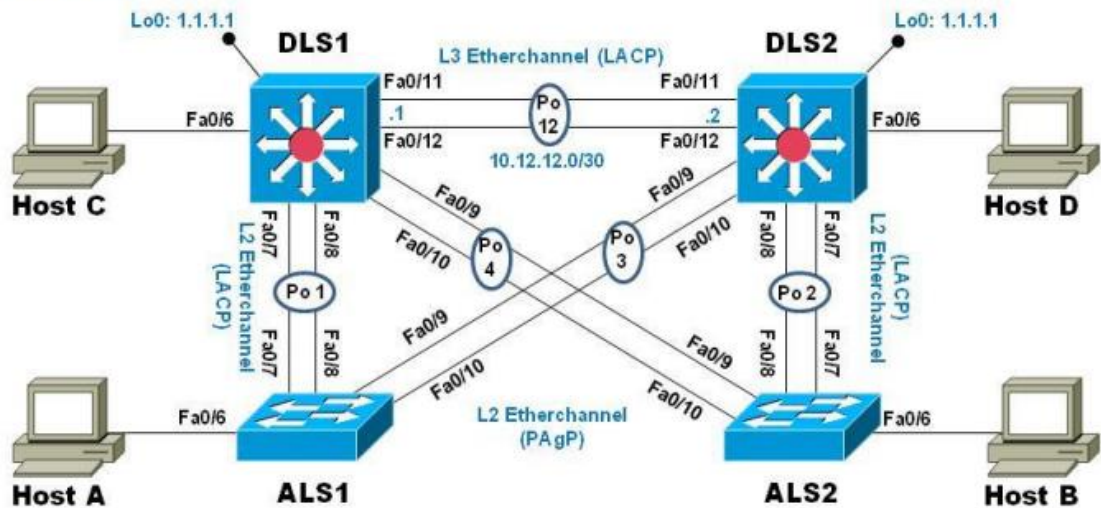 Lo0: 1.1.1.1
Lo0: 1.1.1.1
DLS1
DLS2
L3 Etherchannel (LACP)
Fa0/11
Fa0/11
Po
12
Fa0/6
.1
.2
Fa0/6
Fa0/12
Fa0/12
10.12.12.0/30
Host C
Host D
Fa0/9
Fa0/9
Fa0/7
Fa0/8
Fa0/10
Po
4
Po
3
Fa0/10
Fa0/8
Fa0/7
L2 Etherchannel
(LACP)
Po 1
Po 2
(LACP)
L2 Etherchannel
Fa0/7
Fa0/8
Fa0/9
Fa0/10
Fa0/9
Fa0/10
Fa0/8
Fa0/7
Fa0/6
L2 Etherchannel
(PAgP)
Fa0/6
Host A
ALS1
ALS2
Host B